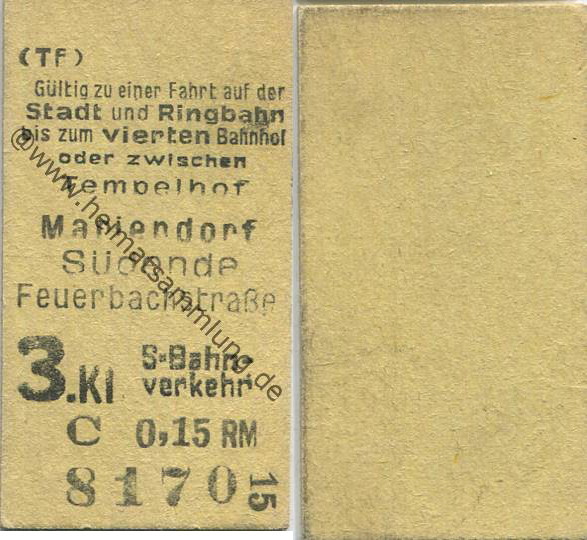 (Tf)
Gültig zu einer Fahrt auf der
Stadt und Ringbahn
bis zum vierten Bahnhof
oder zwischen
Tempelhof
Mariendorf
Südende
Feuerbachstraße
3.Kl S-Bahn-
verkehr
C 0,15 RM
8170 15
@www.heimatsammlung.de